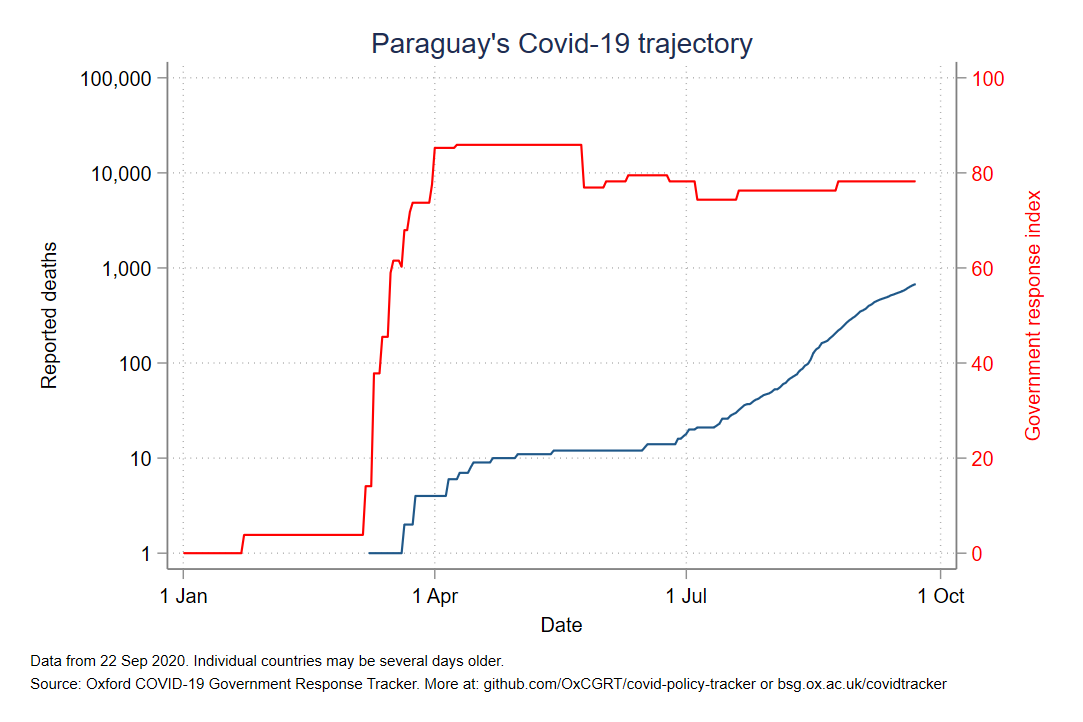 Paraguay's Covid-19 trajectory
100,000
10,000
1,000
100
10
1
Reported deaths
100
80
60
40
20
0
Government response index
1 Jan
1 Apr
1 Jul
1 Oct
Date
Data from 22 Sep 2020. Individual countries may be several days older.
Source: Oxford COVID-19 Government Response Tracker. More at: github.com/OxCGRT/covid-policy-tracker or bsg.ox.ac.uk/covidtracker